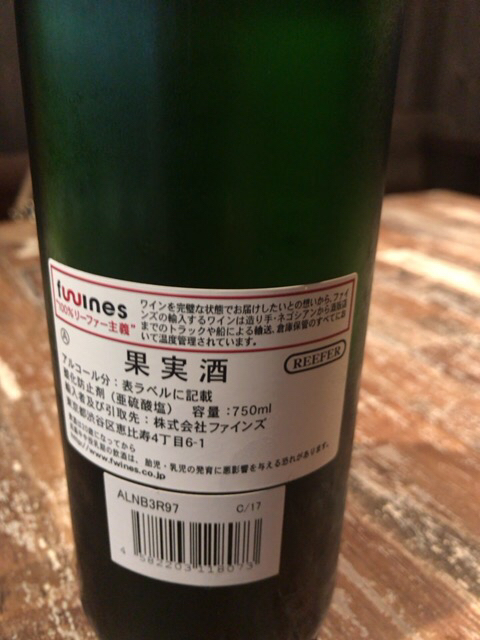 fwines
"100%リーファー主義"
ワインを完璧な状態でお届けしたいとの想いから、ファイ
ンズの輸入するワインは造り手・ネゴシアンから酒販店
までのトラックや船による輸送、倉庫保管のすべてにお
いて温度管理されています。
果実酒
REEFER
アルコール分：表ラベルに記載
酸化防止剤（亜硫酸塩） 容量：750ml
輸入者及び引取先：株式会社ファインズ
東京都渋谷区恵比寿4丁目6-1
胎児・乳児の発育に悪影響を与える恐れがあります。
http://www.fwines.co.jp
ALNB3R97 C/17
4 582203 118073